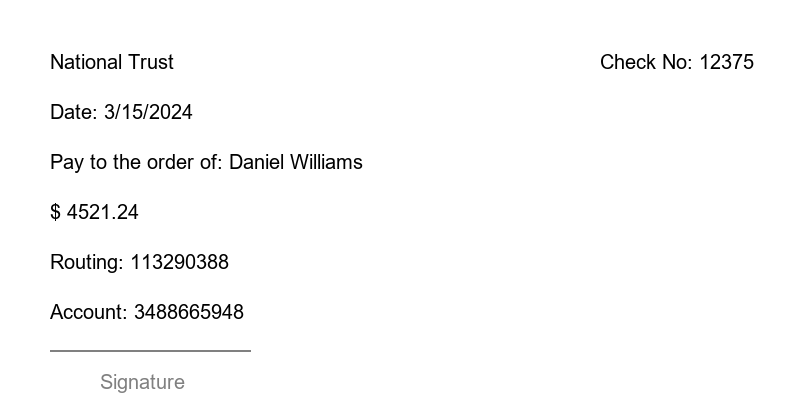 National Trust
Check No: 12375
Date: 3/15/2024
Pay to the order of: Daniel Williams
$ 4521.24
Routing: 113290388
Account: 3488665948
Signature